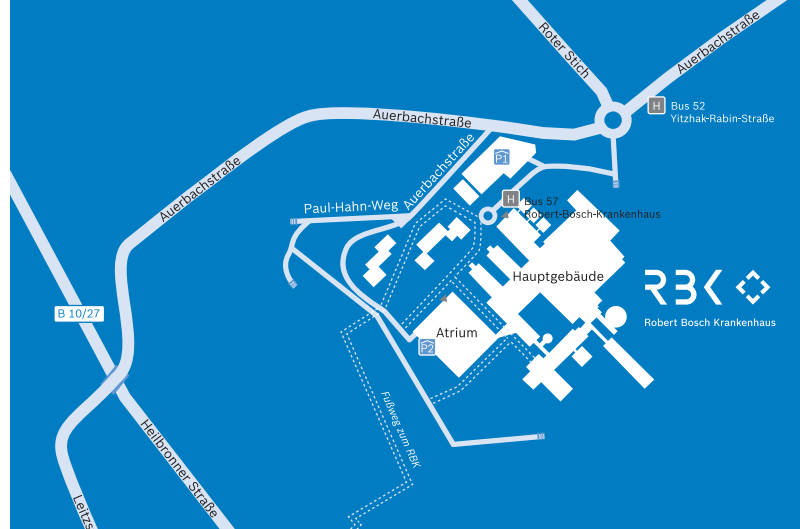 Roter Stich
Auerbachstraße
H
Bus 52
Yitzhak-Rabin-Straße
Auerbachstraße
P1
Auerbachstraße
Auerbachstraße
Paul-Hahn-Weg
H
Bus 57
Robert-Bosch-Krankenhaus
Hauptgebäude
RBK
Robert Bosch Krankenhaus
B 10/27
Atrium
P2
Fußweg zum RBK
Heilbronner Straße
Leitzs